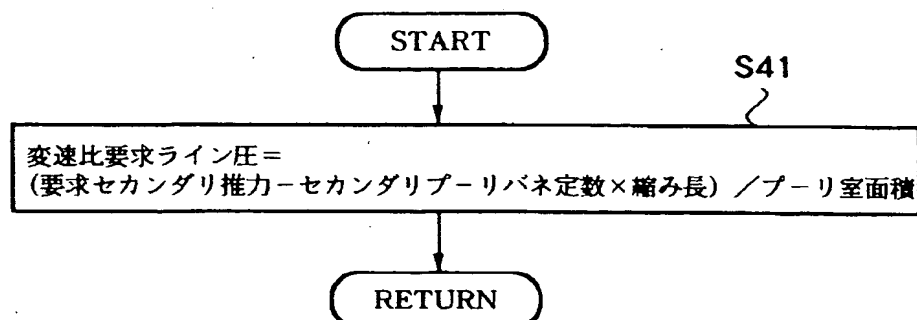 START
S41
変速比要求ライン圧＝
(要求セカンダリ推力－セカンダリプーリバネ定数×縮み長) ／プーリ室面積
RETURN